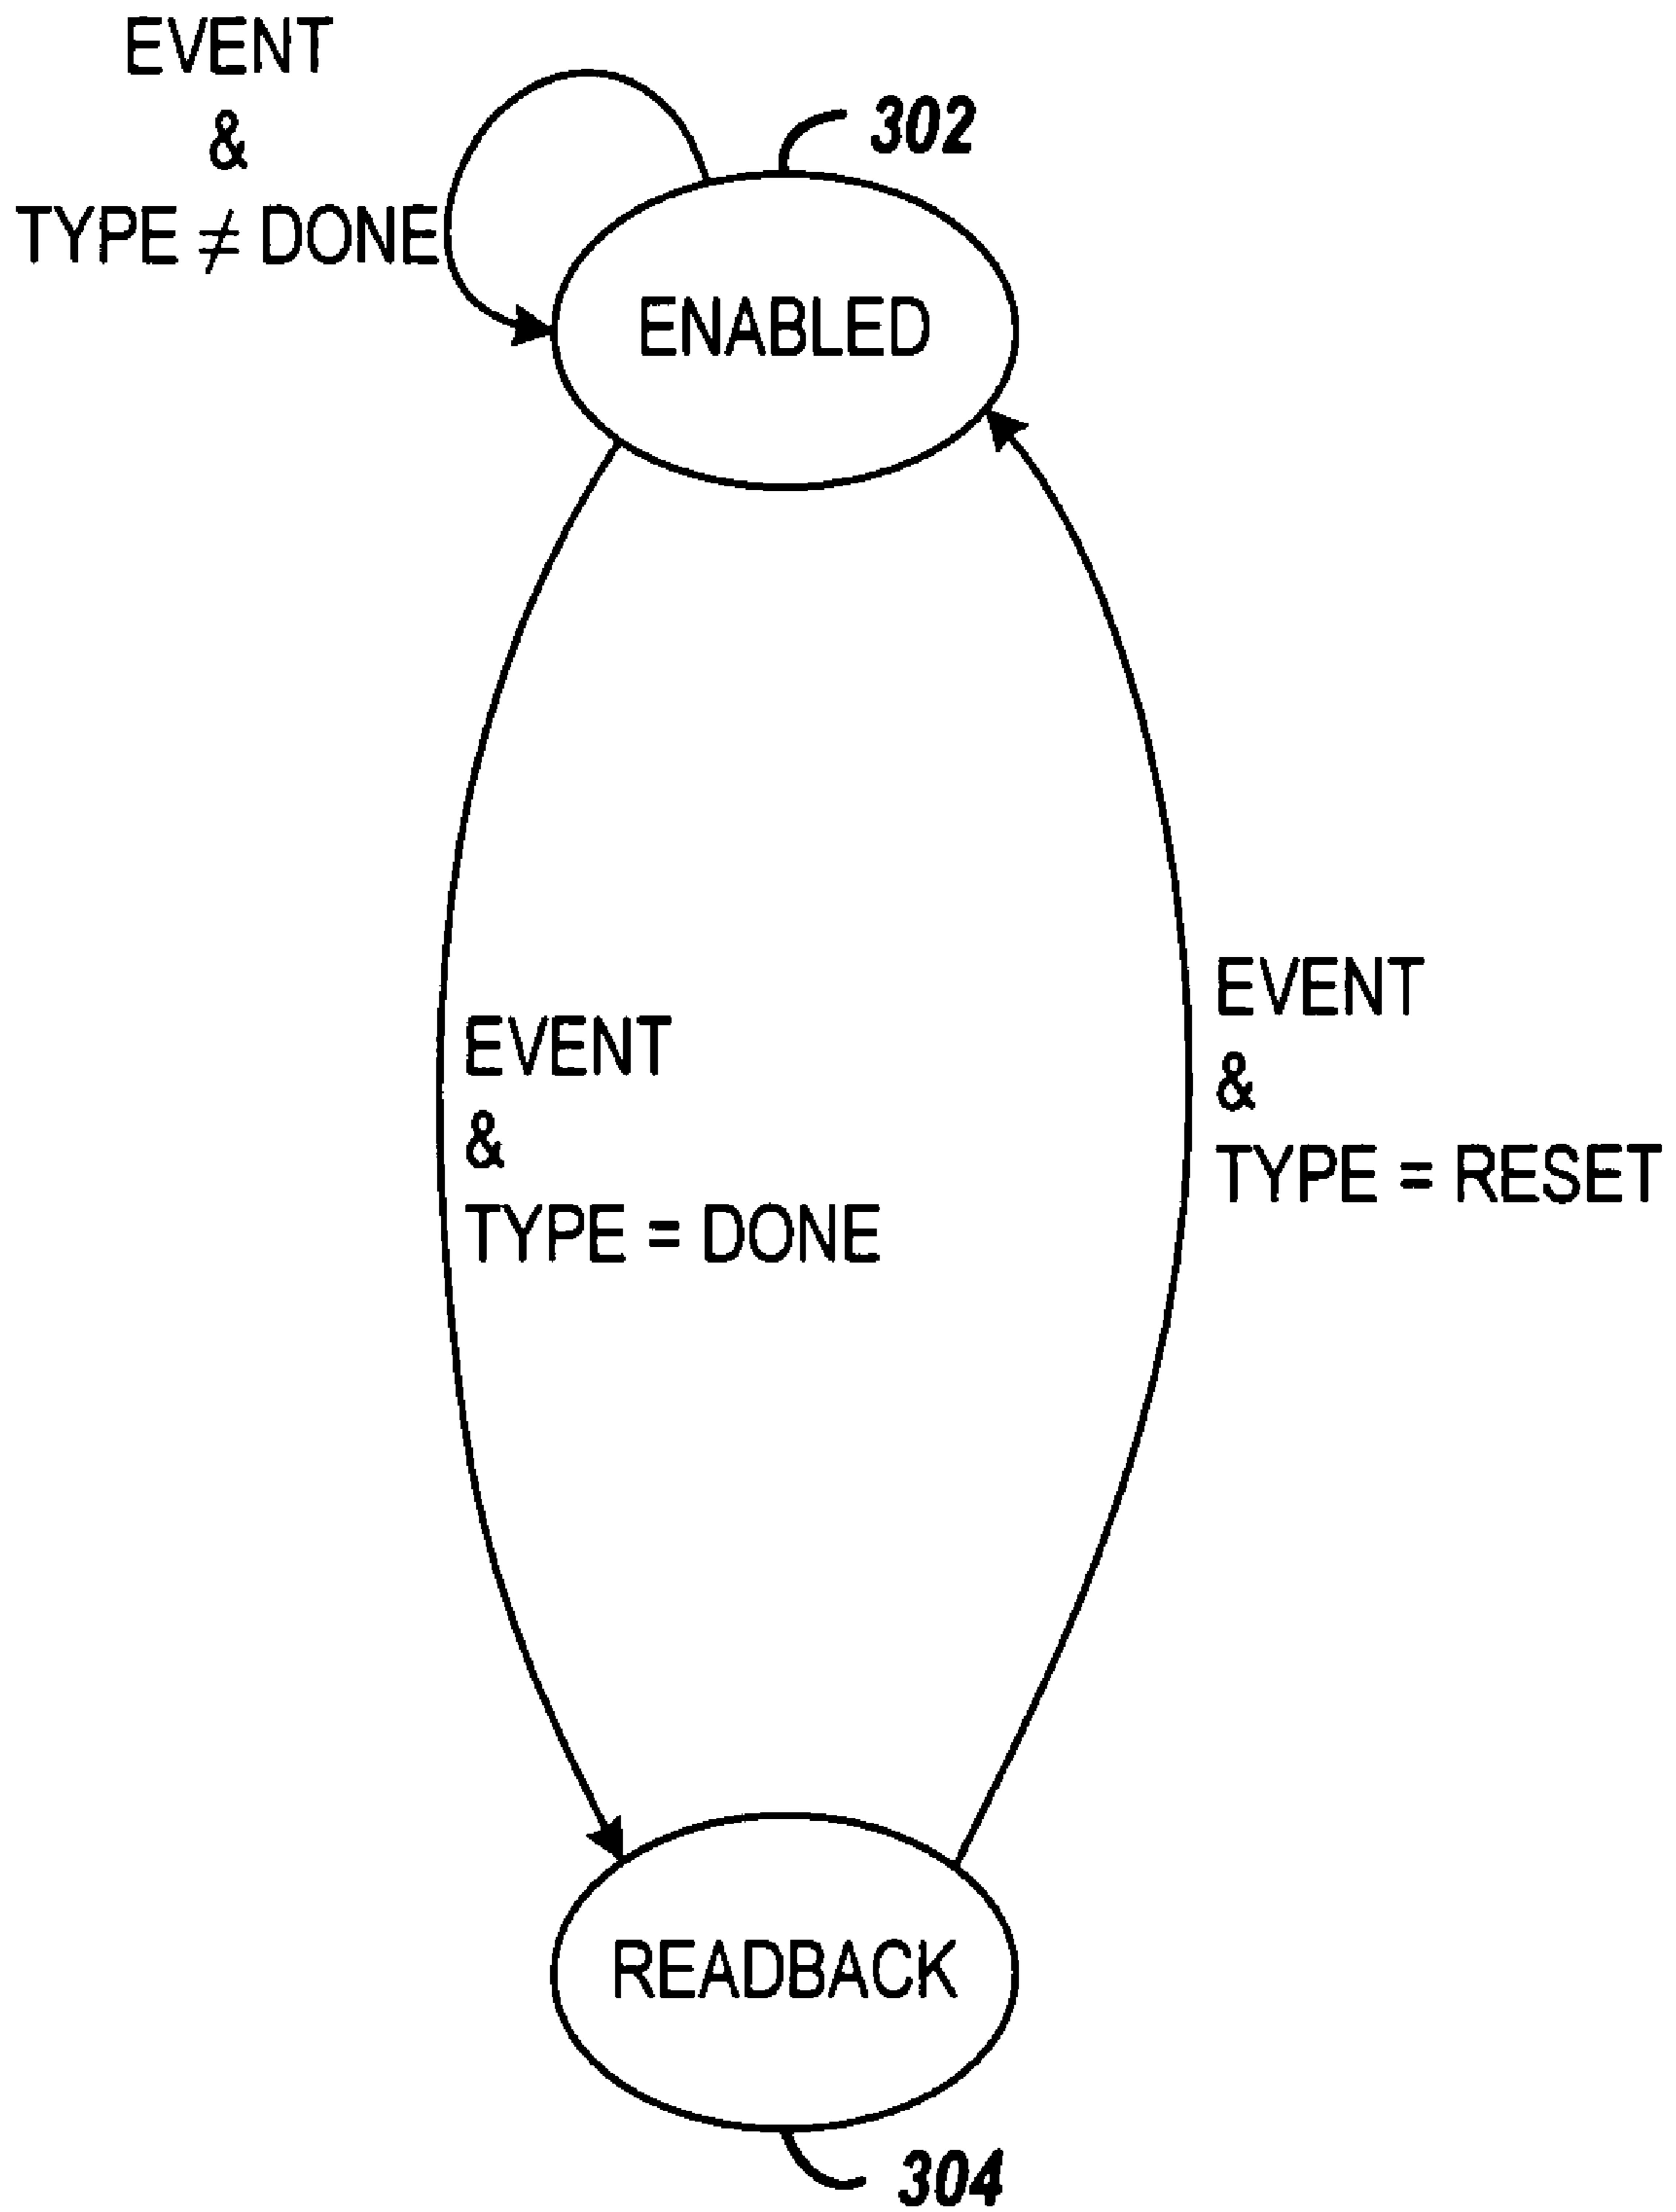 EVENT
&
TYPE ≠ DONE
302
ENABLED
EVENT
&
TYPE = DONE
EVENT
&
TYPE = RESET
READBACK
304